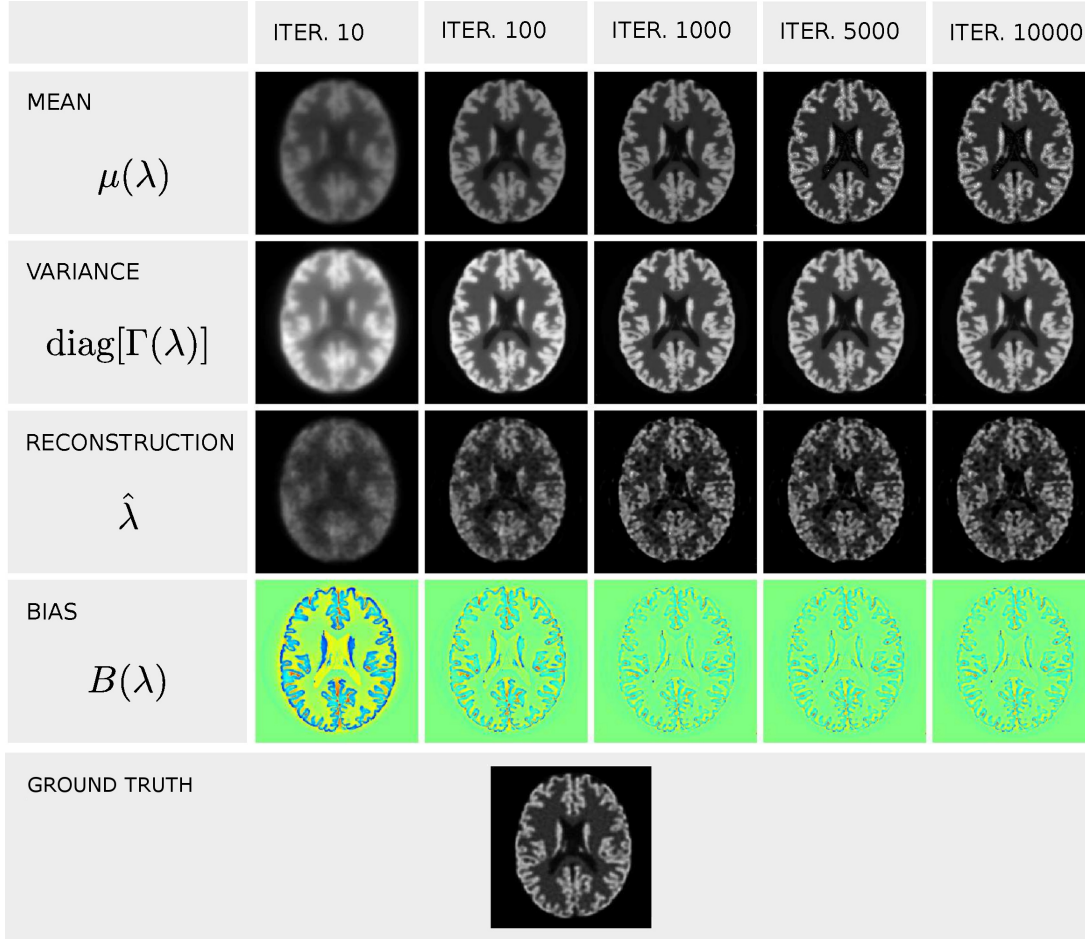 ITER. 10 ITER. 100 ITER. 1000 ITER. 5000 ITER. 10000
MEAN
μ(λ)
VARIANCE
diag[Γ(λ)]
RECONSTRUCTION
λ̂
BIAS
B(λ)
GROUND TRUTH